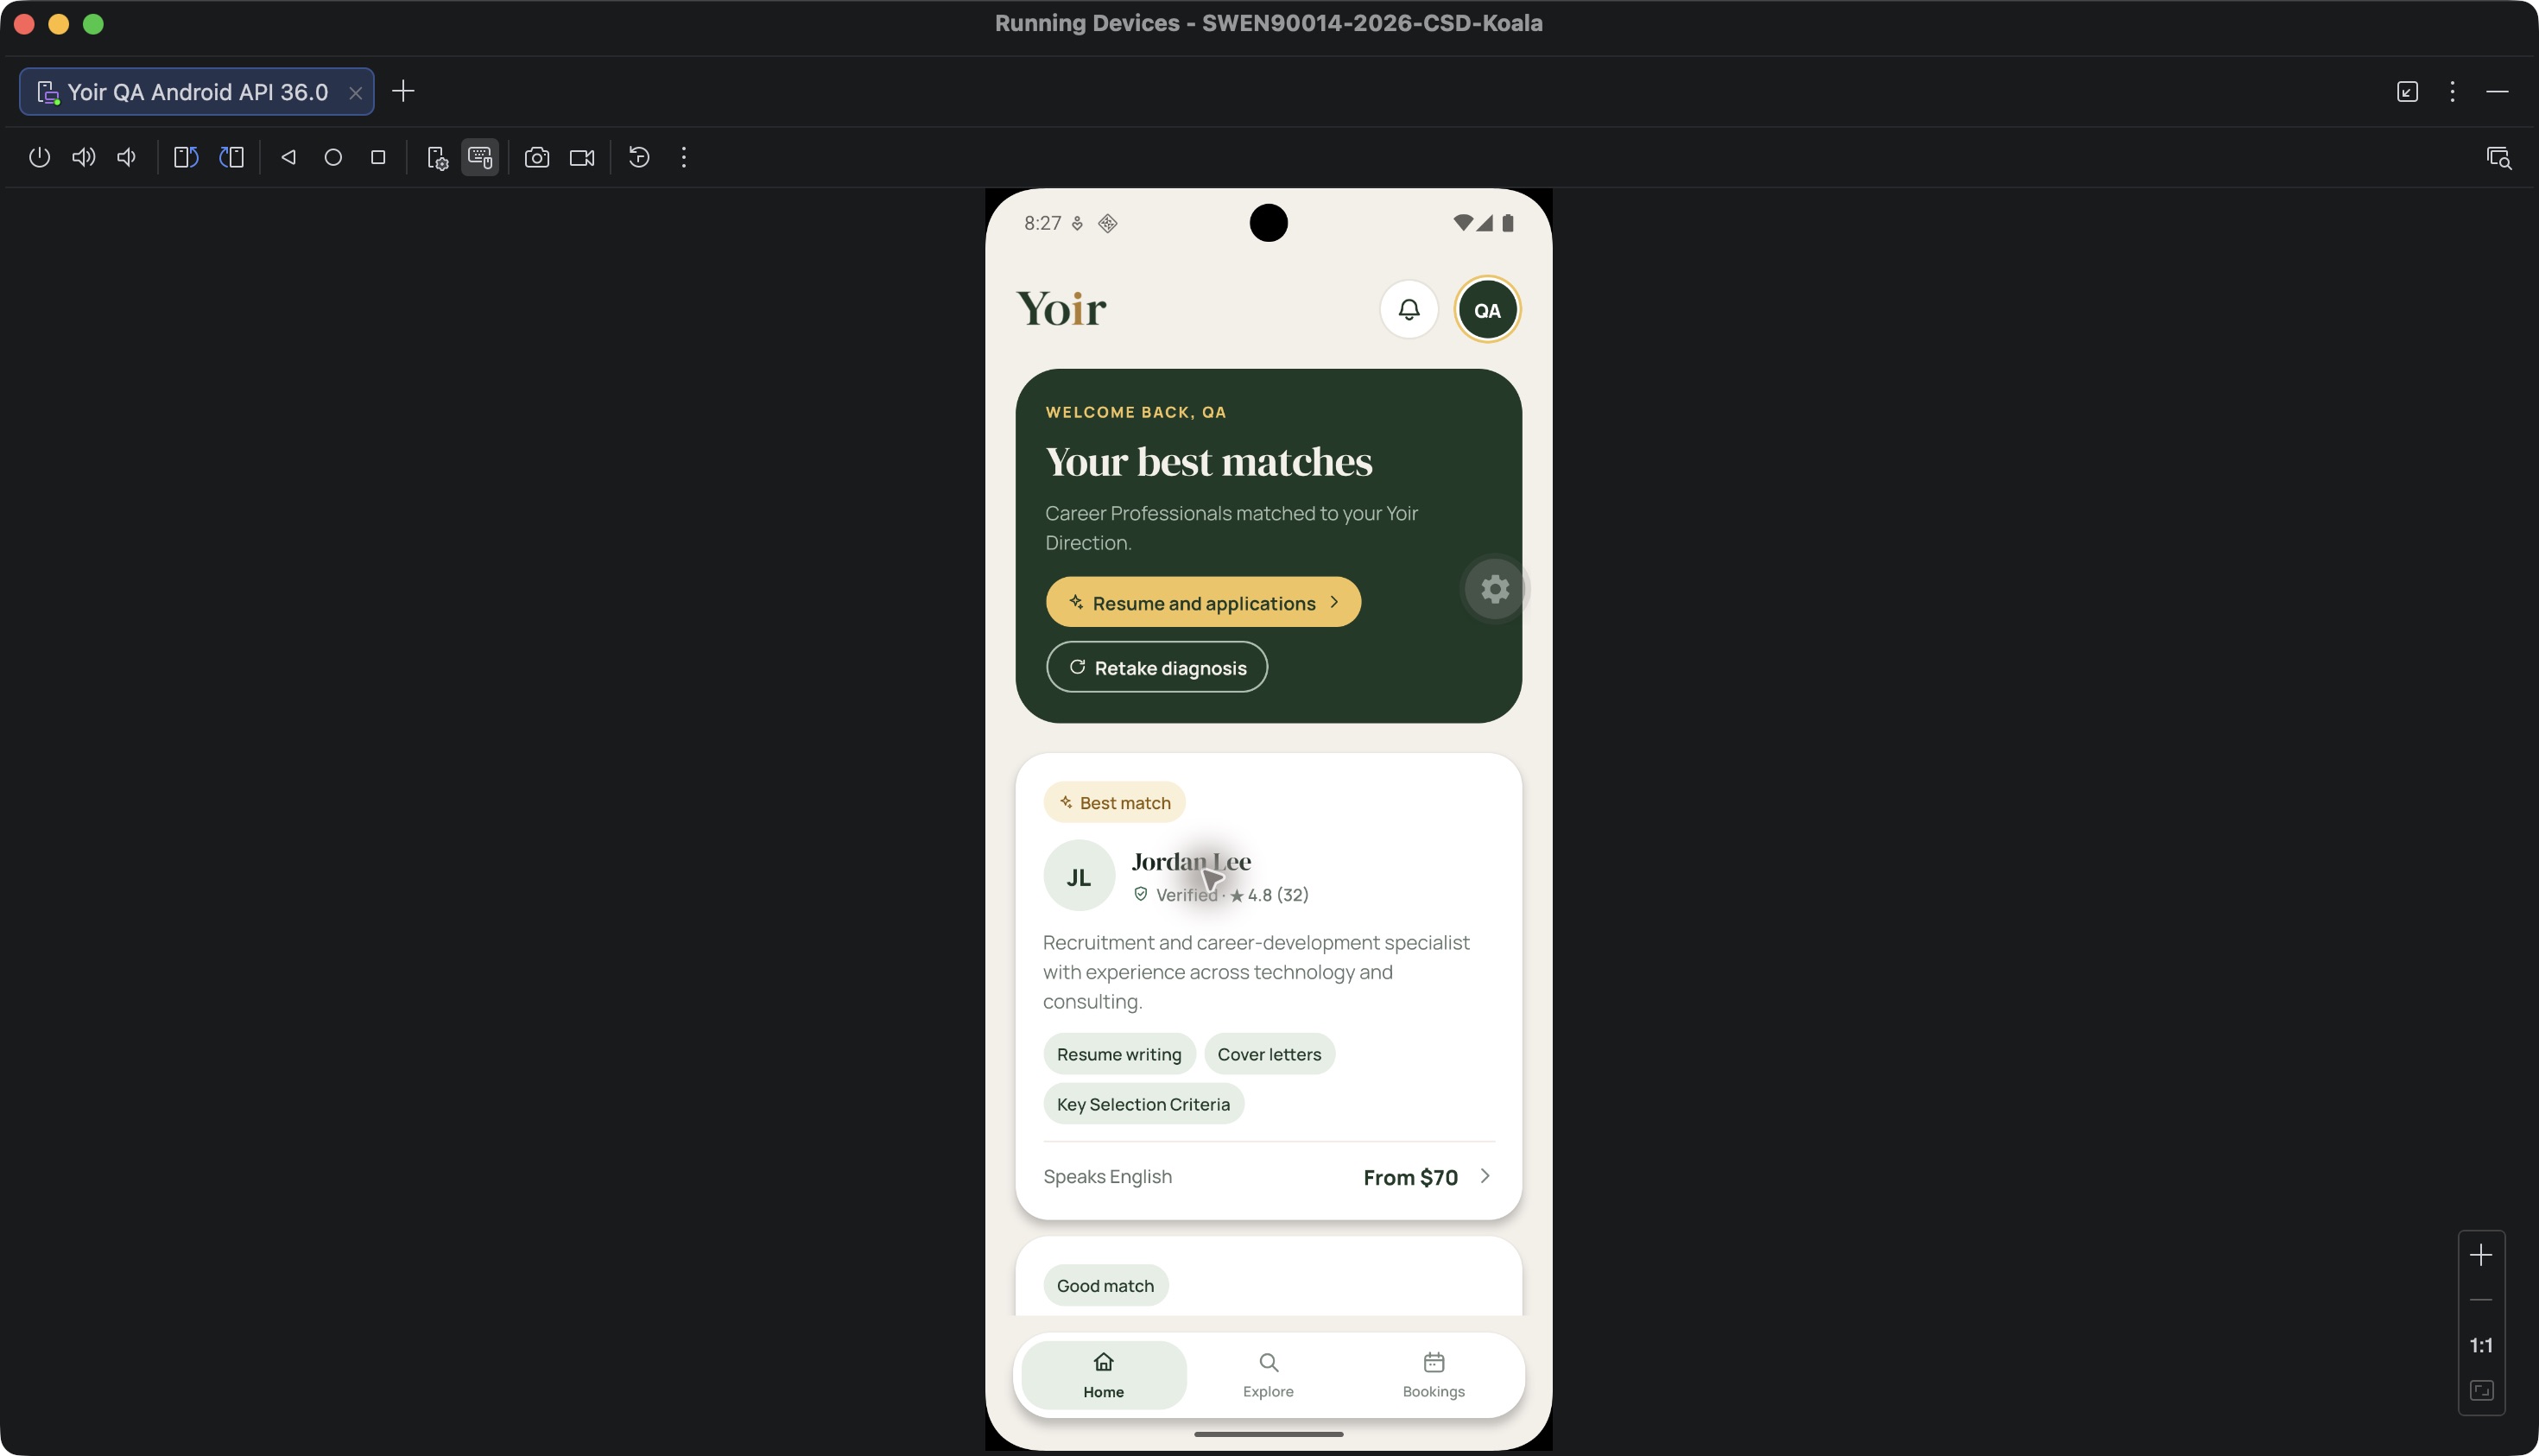 Running Devices - SWEN90014-2026-CSD-Koala
Yoir QA Android API 36.0
8:27
Yoir
QA
WELCOME BACK, QA
Your best matches
Career Professionals matched to your Yoir
Direction.
Resume and applications
Retake diagnosis
Best match
JL
Jordan Lee
Verified · ★ 4.8 (32)
Recruitment and career-development specialist
with experience across technology and
consulting.
Resume writing
Cover letters
Key Selection Criteria
Speaks English
From $70
Good match
Home
Explore
Bookings
1:1